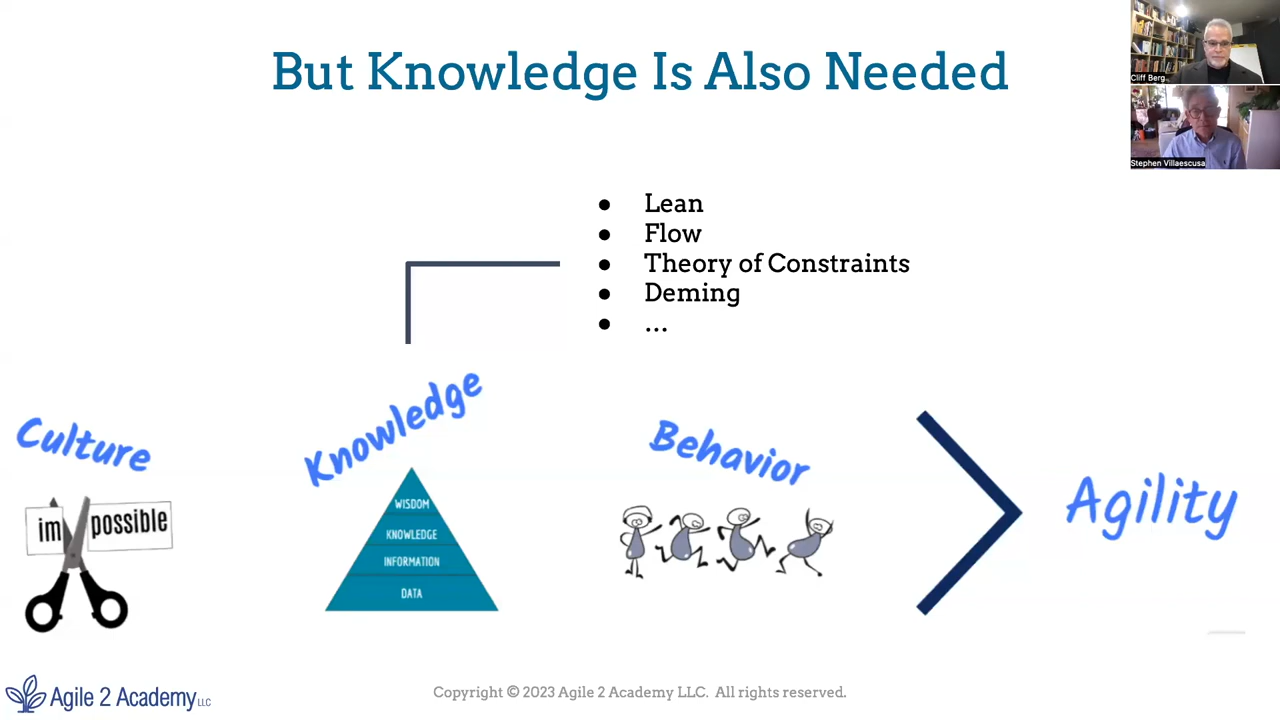 But Knowledge Is Also Needed
Cliff Berg
Stephen Villaescusa
● Lean
● Flow
● Theory of Constraints
● Deming
● ...
Culture
im possible
Knowledge
WISDOM
KNOWLEDGE
INFORMATION
DATA
Behavior
Agility
Agile 2 Academy LLC
Copyright © 2023 Agile 2 Academy LLC. All rights reserved.